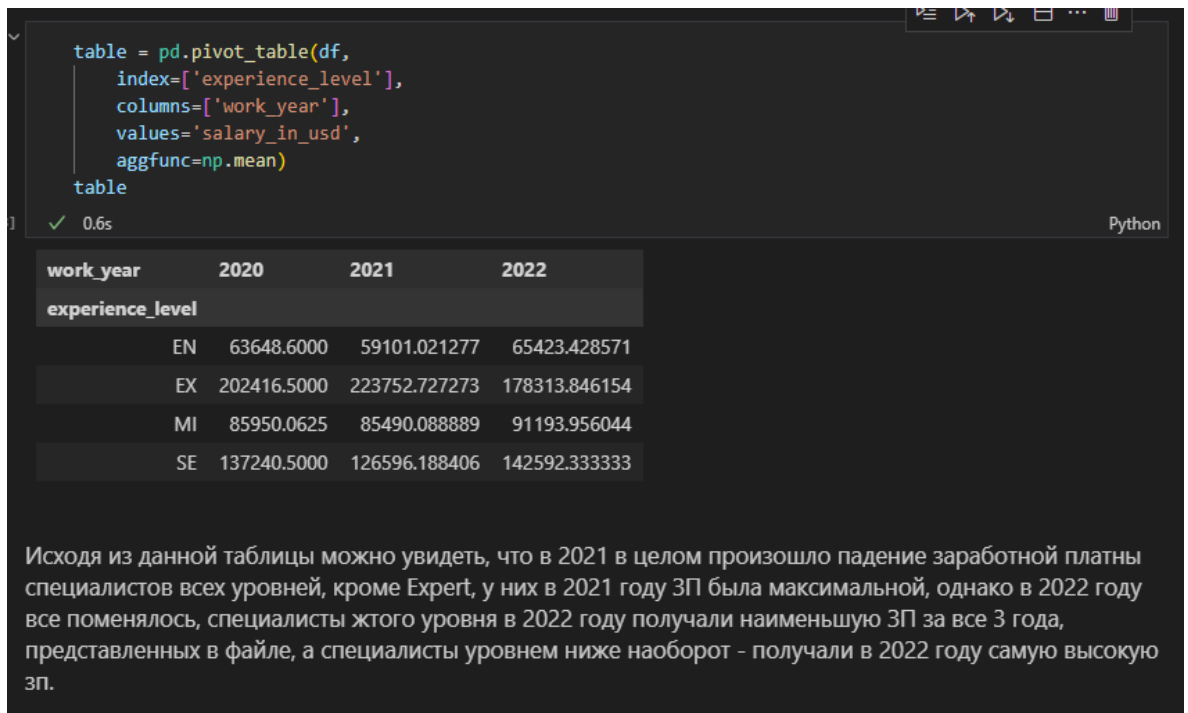 table = pd.pivot_table(df,
index=['experience_level'],
columns=['work_year'],
values='salary_in_usd',
aggfunc=np.mean)
table
✓ 0.6s Python
work_year 2020 2021 2022
experience_level
EN 63648.6000 59101.021277 65423.428571
EX 202416.5000 223752.727273 178313.846154
MI 85950.0625 85490.088889 91193.956044
SE 137240.5000 126596.188406 142592.333333
Исходя из данной таблицы можно увидеть, что в 2021 в целом произошло падение заработной платны
специалистов всех уровней, кроме Expert, у них в 2021 году ЗП была максимальной, однако в 2022 году
все поменялось, специалисты жтого уровня в 2022 году получали наименьшую ЗП за все 3 года,
представленных в файле, а специалисты уровнем ниже наоборот - получали в 2022 году самую высокую
зп.